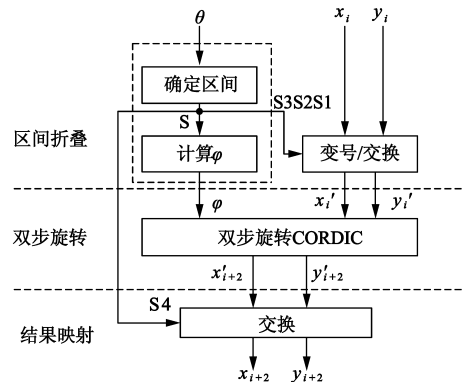 θ
x_i y_i
确定区间
S3S2S1
S
区间折叠
计算φ
变号/交换
φ
x_i′ y_i′
双步旋转
双步旋转CORDIC
x′_{i+2} y′_{i+2}
S4
结果映射
交换
x_{i+2} y_{i+2}